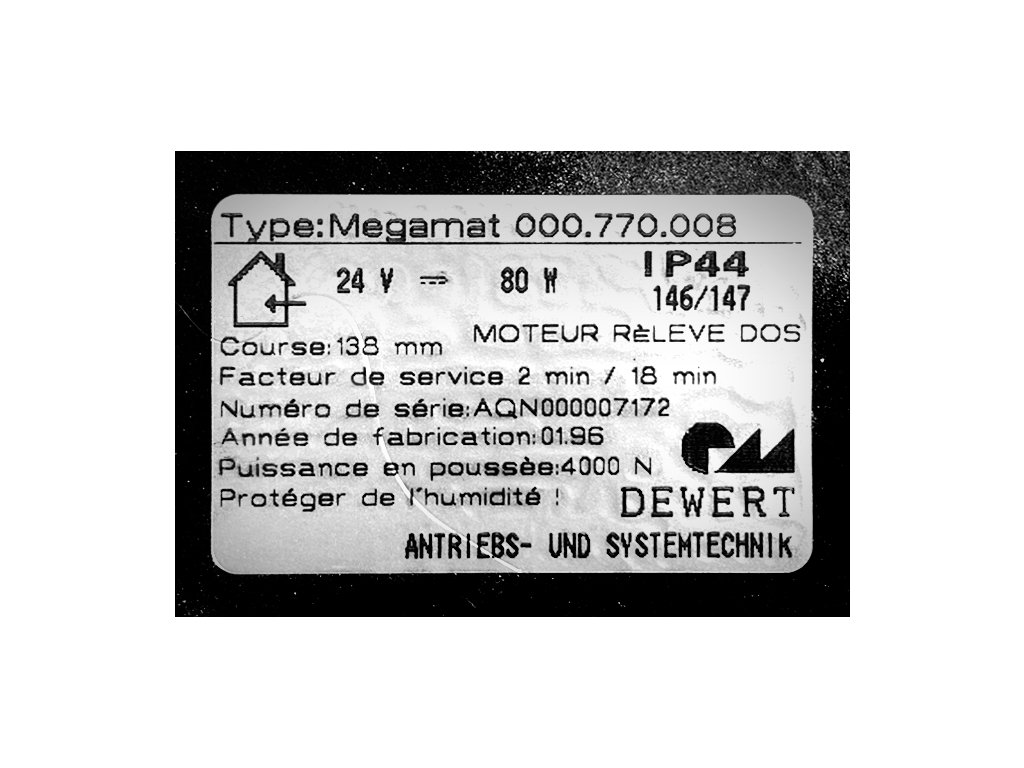 Type:Megamat 000.770.008
24 V ⎓ 80 W IP44
146/147
MOTEUR RèLEVE DOS
Course:138 mm
Facteur de service 2 min / 18 min
Numéro de série:AQN000007172
Année de fabrication:01.96
Puissance en poussèe:4000 N
Protéger de l'humidité !
DEWERT
ANTRIEBS- UND SYSTEMTECHNIK